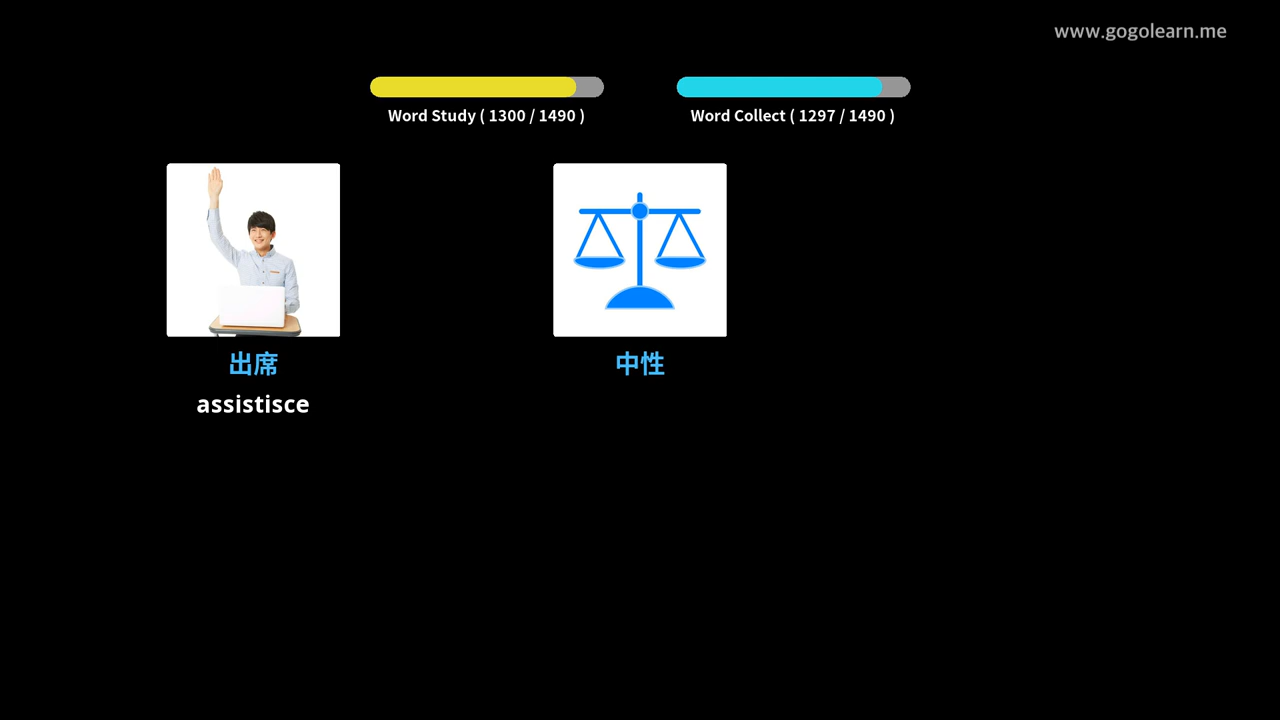 www.gogolearn.me
Word Study ( 1300 / 1490 )
Word Collect ( 1297 / 1490 )
出席
assistisce
中性